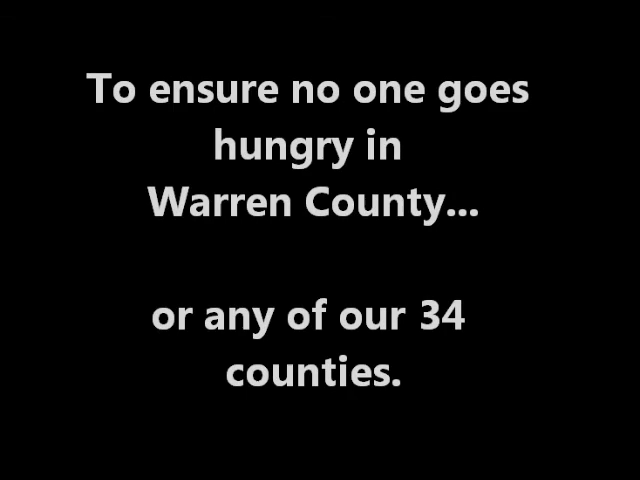 To ensure no one goes
hungry in
Warren County...
or any of our 34
counties.